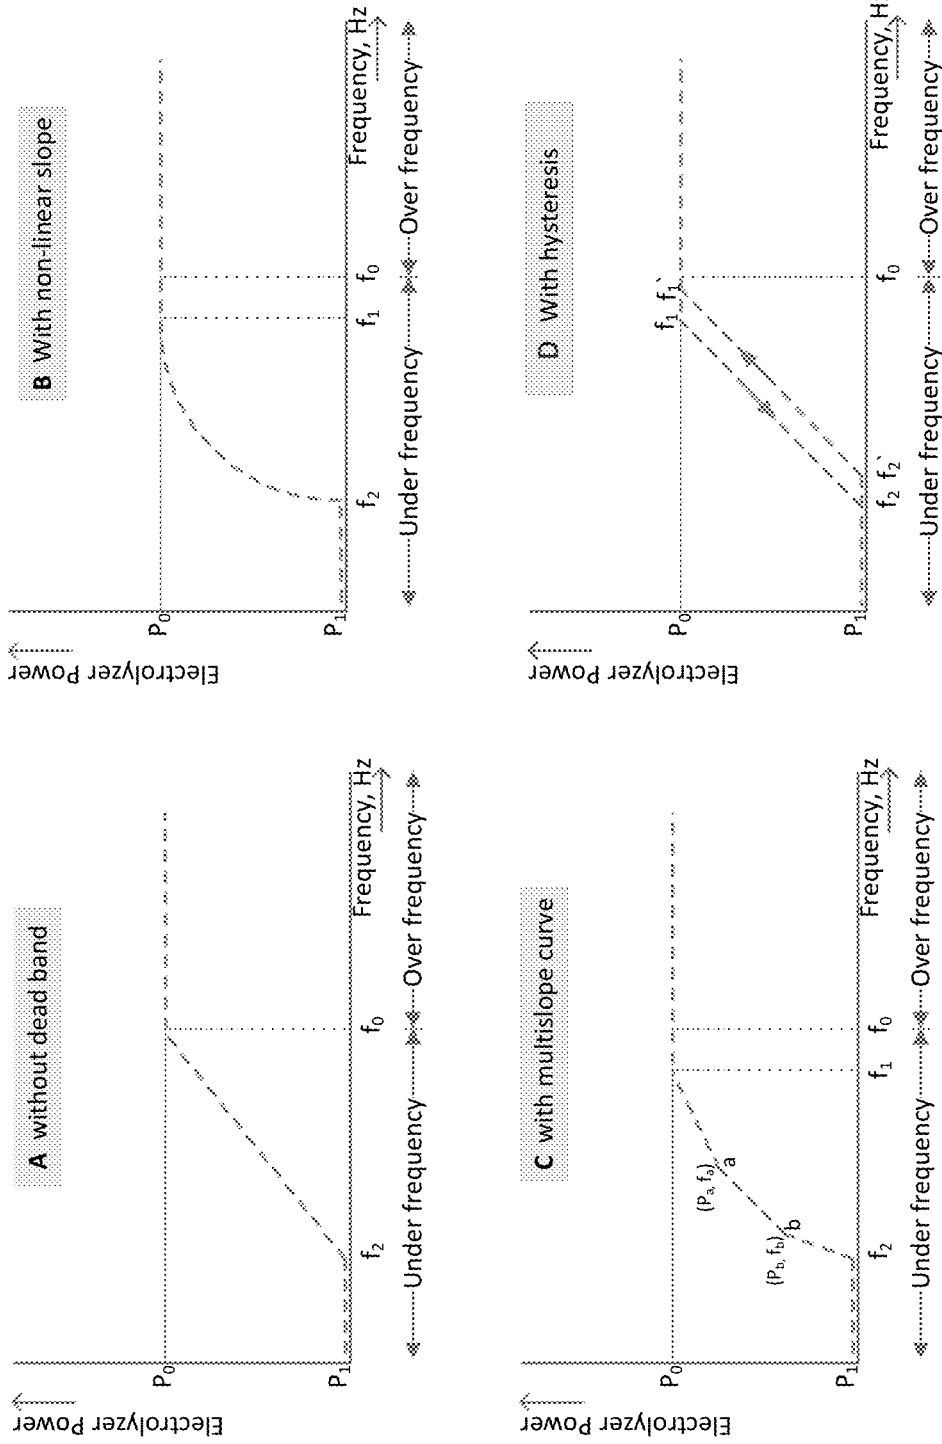 A without dead band
Electrolyzer Power
P0
P1
f2
f0
Frequency, Hz
Under frequency
Over frequency
B With non-linear slope
Electrolyzer Power
P0
P1
f2
f1
f0
Frequency, Hz
Under frequency
Over frequency
C with multislope curve
Electrolyzer Power
P0
(Pa, fa)
a
(Pb, fb)
b
P1
f2
f1
f0
Frequency, Hz
Under frequency
Over frequency
D With hysteresis
Electrolyzer Power
P0
f1 f1`
P1
f2 f2`
f0
Frequency, Hz
Under frequency
Over frequency